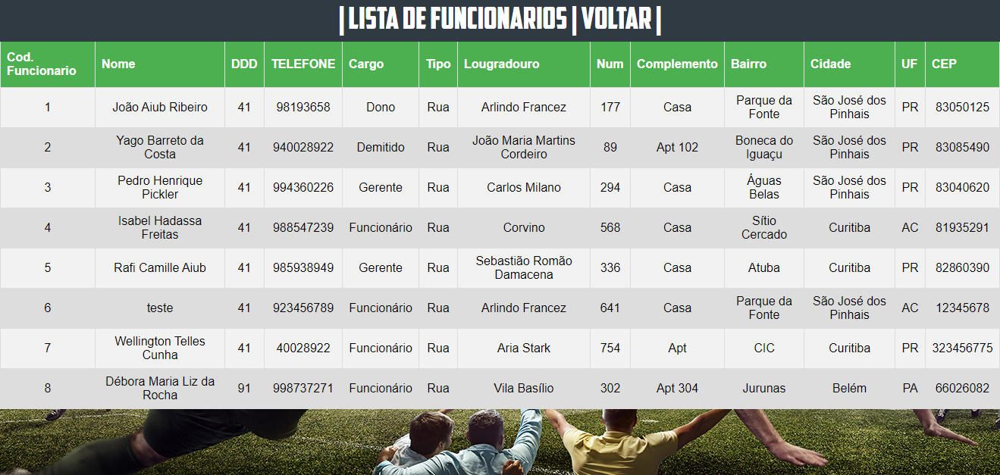 | LISTA DE FUNCIONARIOS | VOLTAR |
Cod. Funcionario Nome DDD TELEFONE Cargo Tipo Lougradouro Num Complemento Bairro Cidade UF CEP
1 João Aiub Ribeiro 41 98193658 Dono Rua Arlindo Francez 177 Casa Parque da Fonte São José dos Pinhais PR 83050125
2 Yago Barreto da Costa 41 940028922 Demitido Rua João Maria Martins Cordeiro 89 Apt 102 Boneca do Iguaçu São José dos Pinhais PR 83085490
3 Pedro Henrique Pickler 41 994360226 Gerente Rua Carlos Milano 294 Casa Águas Belas São José dos Pinhais PR 83040620
4 Isabel Hadassa Freitas 41 988547239 Funcionário Rua Corvino 568 Casa Sítio Cercado Curitiba AC 81935291
5 Rafi Camille Aiub 41 985938949 Gerente Rua Sebastião Romão Damacena 336 Casa Atuba Curitiba PR 82860390
6 teste 41 923456789 Funcionário Rua Arlindo Francez 641 Casa Parque da Fonte São José dos Pinhais AC 12345678
7 Wellington Telles Cunha 41 40028922 Funcionário Rua Aria Stark 754 Apt CIC Curitiba PR 323456775
8 Débora Maria Liz da Rocha 91 998737271 Funcionário Rua Vila Basílio 302 Apt 304 Jurunas Belém PA 66026082